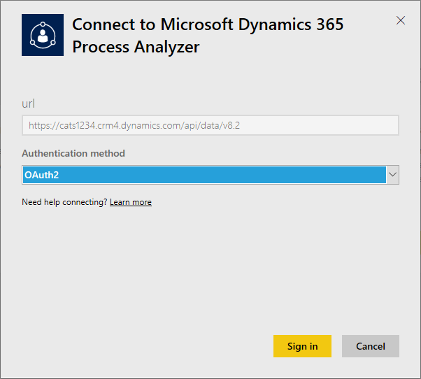 Connect to Microsoft Dynamics 365
Process Analyzer
url
https://cats1234.crm4.dynamics.com/api/data/v8.2
Authentication method
OAuth2
Need help connecting? Learn more
Sign in
Cancel